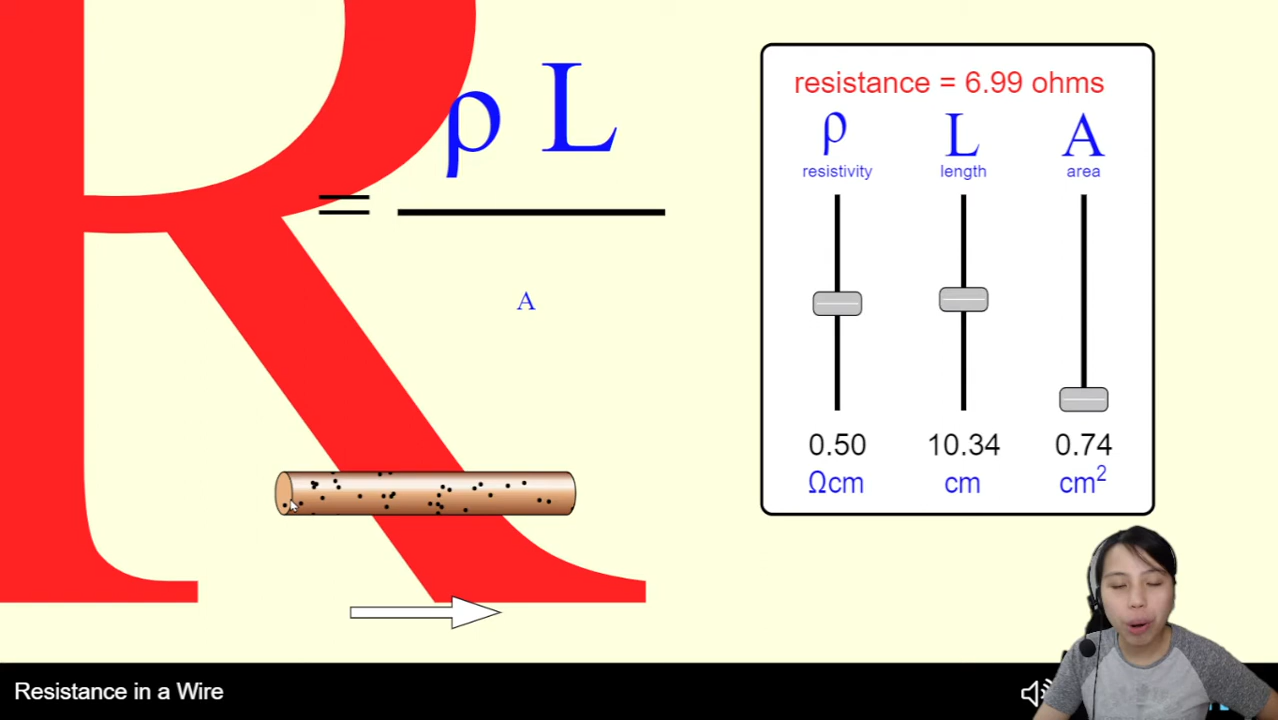 R = ρ L
A
resistance = 6.99 ohms
ρ L A
resistivity length area
0.50 10.34 0.74
Ωcm cm cm²
Resistance in a Wire